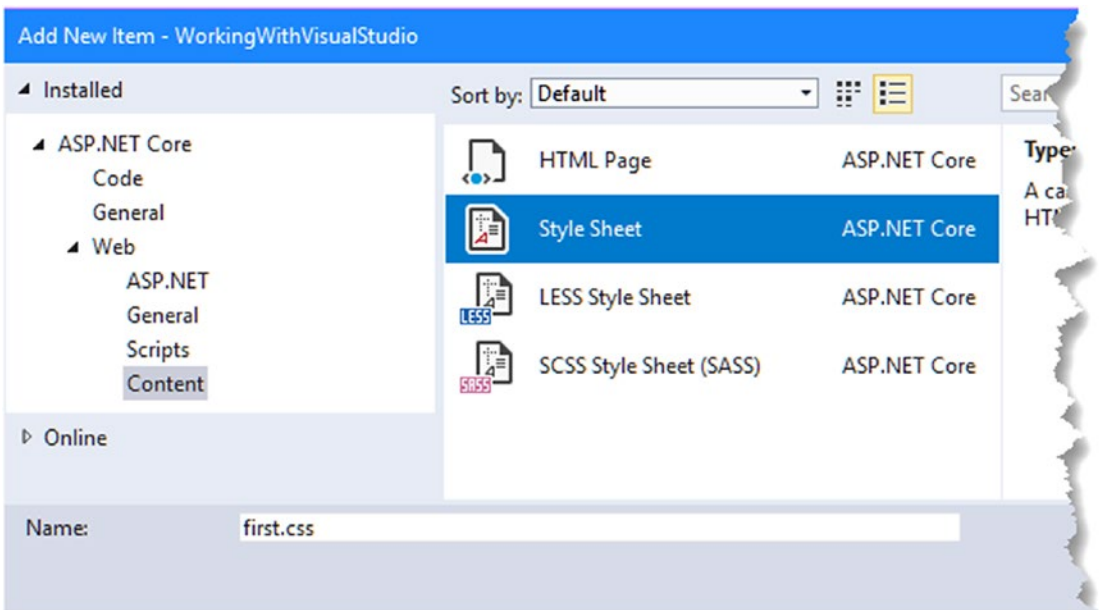 Add New Item - WorkingWithVisualStudio
Installed
ASP.NET Core
Code
General
Web
ASP.NET
General
Scripts
Content
Online
Sort by: Default
HTML Page ASP.NET Core
Style Sheet ASP.NET Core
LESS Style Sheet ASP.NET Core
LESS
SCSS Style Sheet (SASS) ASP.NET Core
SASS
Type:
A
Name: first.css